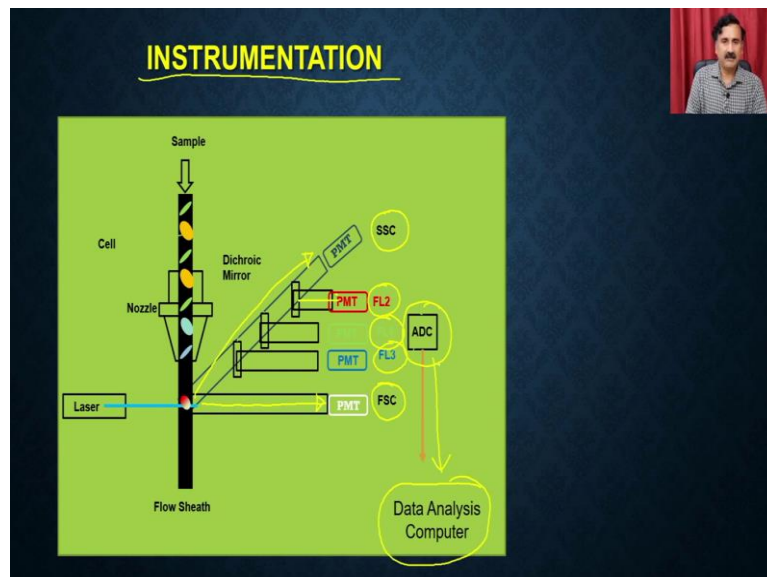 INSTRUMENTATION
Sample
Cell
Dichroic
Mirror
Nozzle
PMT
SSC
PMT
FL2
ADC
PMT
FL3
Laser
PMT
FSC
Flow Sheath
Data Analysis
Computer